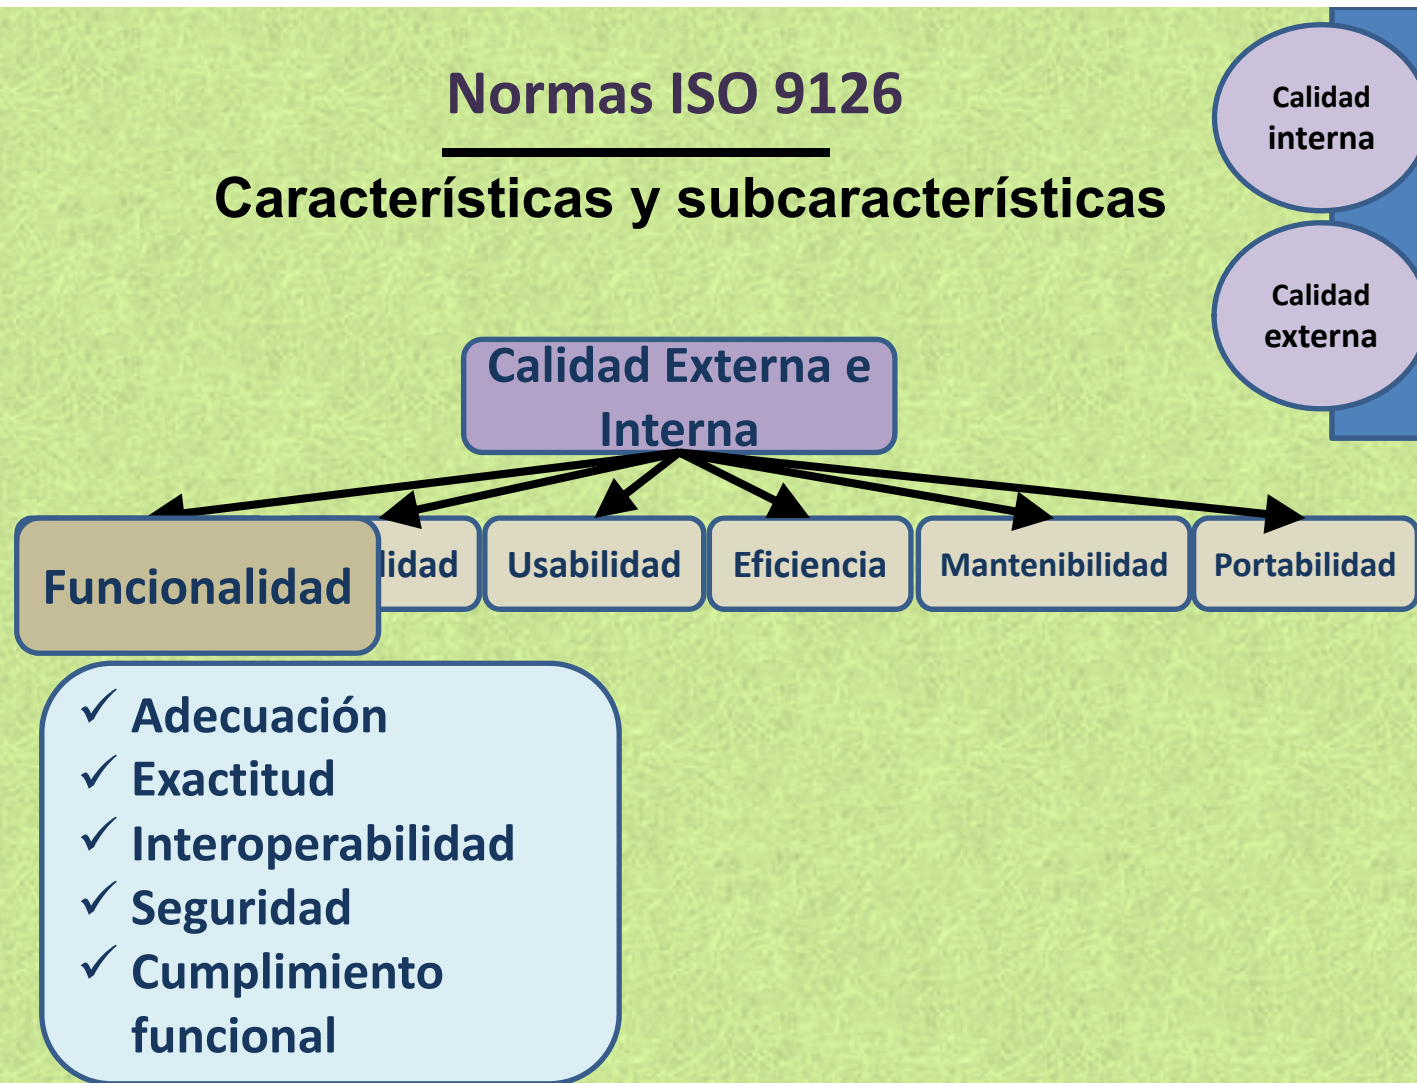 Normas ISO 9126
Características y subcaracterísticas
Calidad
interna
Calidad
externa
Calidad Externa e
Interna
Funcionalidad
lidad
Usabilidad
Eficiencia
Mantenibilidad
Portabilidad
✓ Adecuación
✓ Exactitud
✓ Interoperabilidad
✓ Seguridad
✓ Cumplimiento
funcional